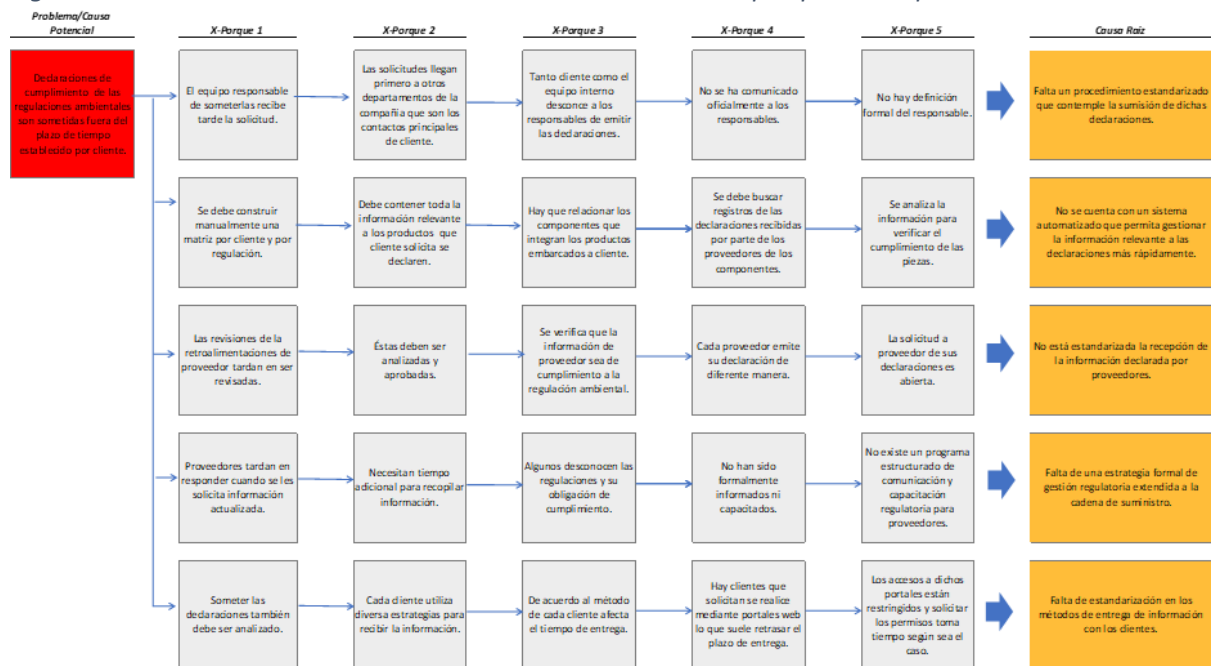 Problema/Causa
Potencial
X-Porque 1
X-Porque 2
X-Porque 3
X-Porque 4
X-Porque 5
Causa Raíz
Declaraciones de
cumplimiento de las
regulaciones ambientales
son sometidas fuera del
plazo de tiempo
establecido por cliente.
El equipo responsable
de someterlas recibe
tarde la solicitud.
Las solicitudes llegan
primero a otros
departamentos de la
compañia que son los
contactos principales
de cliente.
Tanto cliente como el
equipo interno
desconce a los
responsables de emitir
las declaraciones.
No se ha comunicado
oficialmente a los
responsables.
No hay definición
formal del responsable.
Falta un procedimiento estandarizado
que contemple la sumisión de dichas
declaraciones.
Se debe construir
manualmente una
matriz por cliente y por
regulación.
Debe contener toda la
información relevante
a los productos que
cliente solicita se
declaren.
Hay que relacionar los
componentes que
integran los productos
embarcados a cliente.
Se debe buscar
registros de las
declaraciones recibidas
por parte de los
proveedores de los
componentes.
Se analiza la
información para
verificar el
cumplimiento de las
piezas.
No se cuenta con un sistema
automatizado que permita gestionar
la información relevante a las
declaraciones más rápidamente.
Las revisiones de la
retroalimentaciones de
proveedor tardan en ser
revisadas.
Éstas deben ser
analizadas y
aprobadas.
Se verifica que la
información de
proveedor sea de
cumplimiento a la
regulación ambiental.
Cada proveedor emite
su declaración de
diferente manera.
La solicitud a
proveedor de sus
declaraciones es
abierta.
No está estandarizada la recepción de
la información declarada por
proveedores.
Proveedores tardan en
responder cuando se les
solicita información
actualizada.
Necesitan tiempo
adicional para recopilar
información.
Algunos desconocen las
regulaciones y su
obligación de
cumplimiento.
No han sido
formalmente
informados ni
capacitados.
No existe un programa
estructurado de
comunicación y
capacitación
regulatoria para
proveedores.
Falta de una estrategia formal de
gestión regulatoria extendida a la
cadena de suministro.
Someter las
declaraciones también
debe ser analizado.
Cada cliente utiliza
diversa estrategias para
recibir la información.
De acuerdo al método
de cada cliente afecta
el tiempo de entrega.
Hay clientes que
solicitan se realice
mediante portales web
lo que suele retrasar el
plazo de entrega.
Los accesos a dichos
portales están
restringidos y solicitar
los permisos toma
tiempo según sea el
caso.
Falta de estandarización en los
métodos de entrega de información
con los clientes.